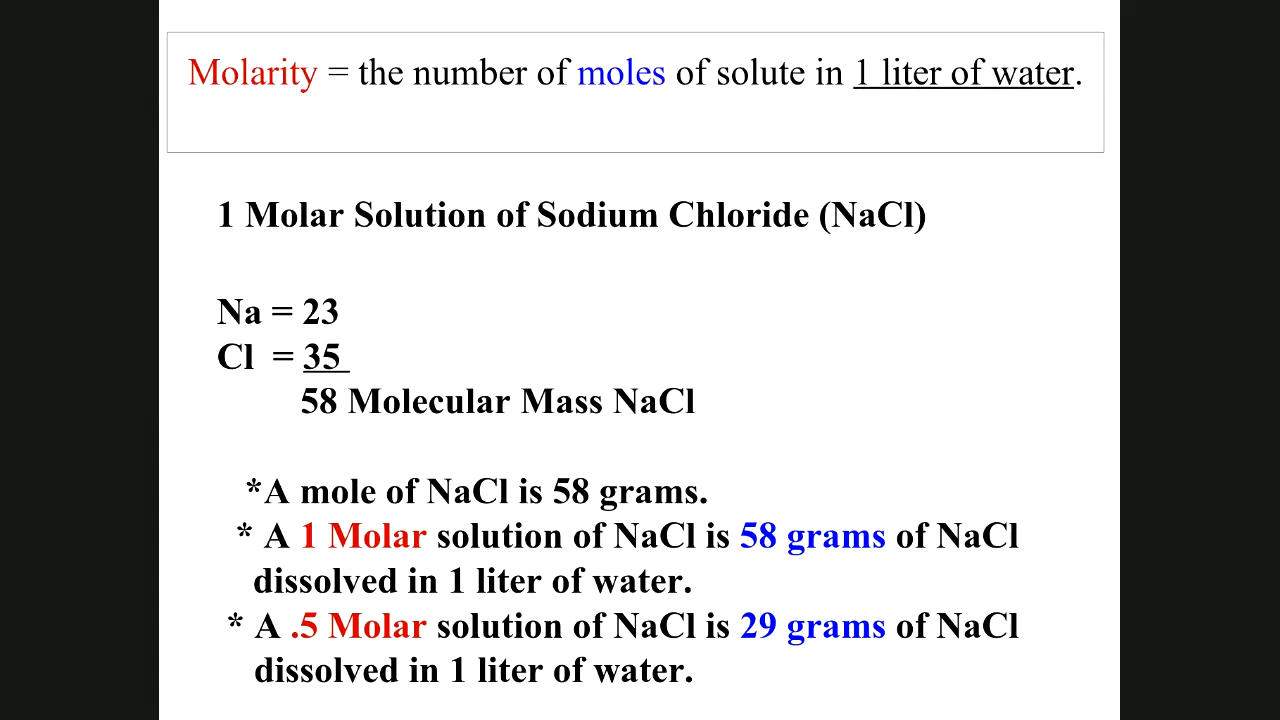 Molarity = the number of moles of solute in 1 liter of water.
1 Molar Solution of Sodium Chloride (NaCl)
Na = 23
Cl = 35
58 Molecular Mass NaCl
*A mole of NaCl is 58 grams.
* A 1 Molar solution of NaCl is 58 grams of NaCl
dissolved in 1 liter of water.
* A .5 Molar solution of NaCl is 29 grams of NaCl
dissolved in 1 liter of water.